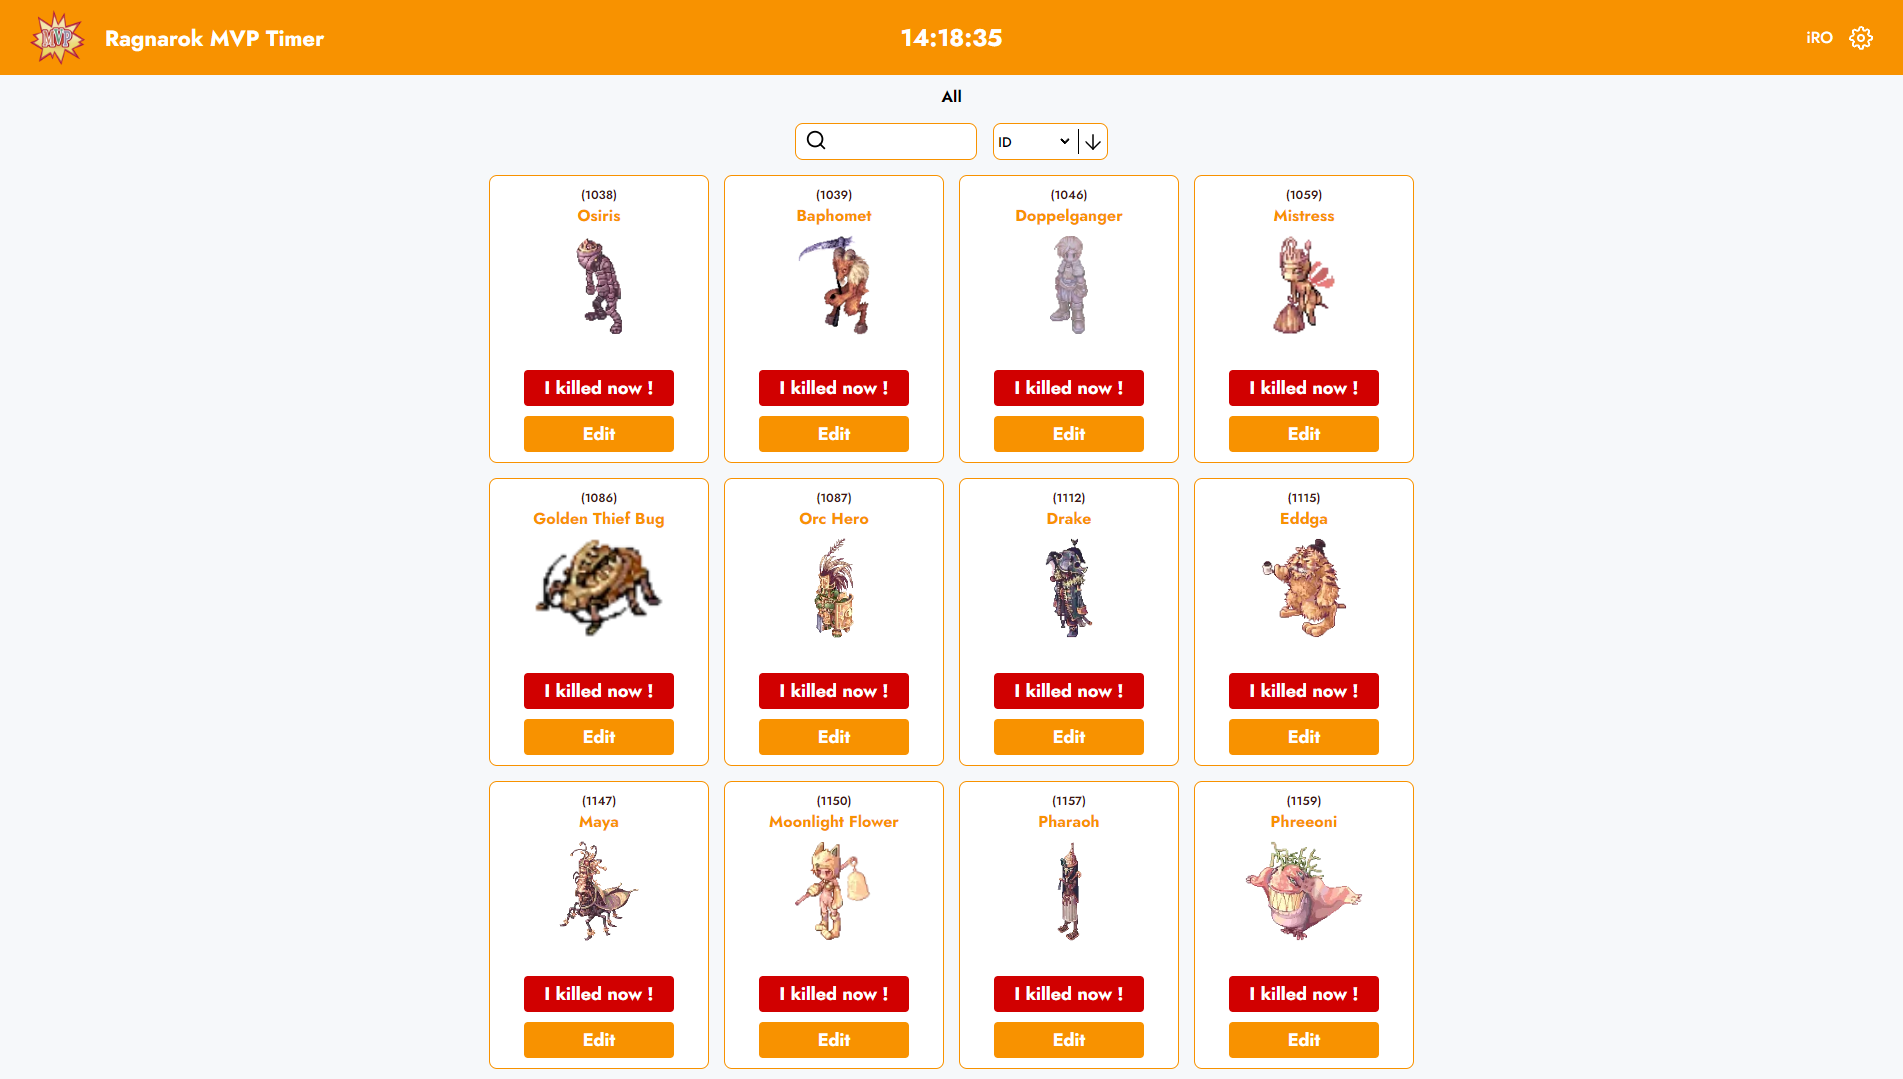 MVP
Ragnarok MVP Timer
14:18:35
iRO
All
ID
(1038)
Osiris
I killed now !
Edit
(1039)
Baphomet
I killed now !
Edit
(1046)
Doppelganger
I killed now !
Edit
(1059)
Mistress
I killed now !
Edit
(1086)
Golden Thief Bug
I killed now !
Edit
(1087)
Orc Hero
I killed now !
Edit
(1112)
Drake
I killed now !
Edit
(1115)
Eddga
I killed now !
Edit
(1147)
Maya
I killed now !
Edit
(1150)
Moonlight Flower
I killed now !
Edit
(1157)
Pharaoh
I killed now !
Edit
(1159)
Phreeoni
I killed now !
Edit